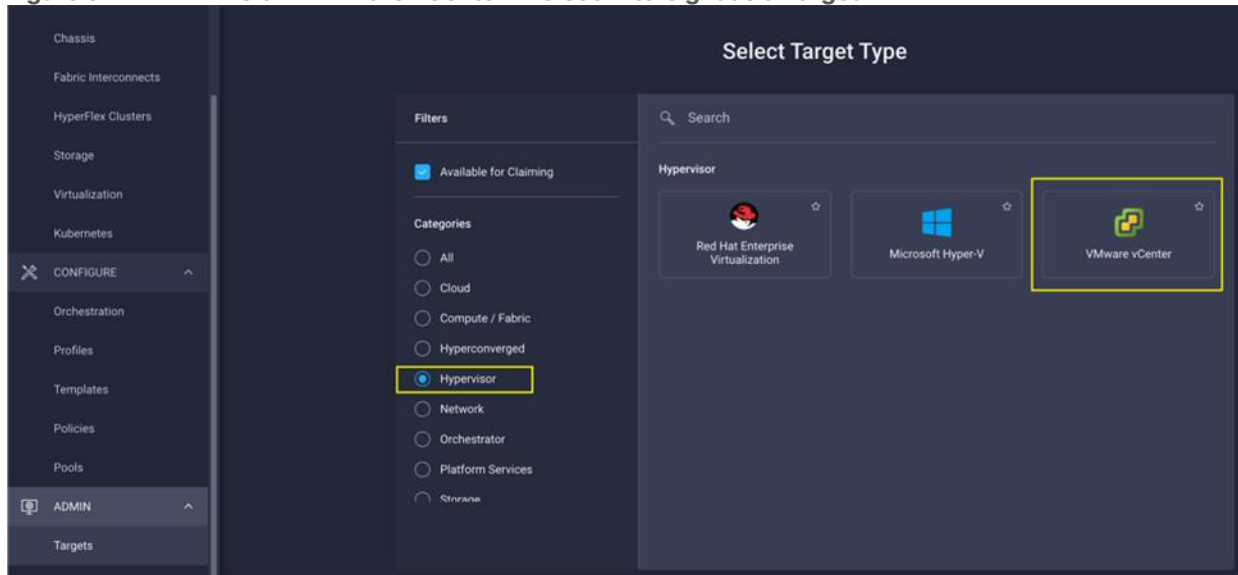 Chassis
Fabric Interconnects
HyperFlex Clusters
Storage
Virtualization
Kubernetes
CONFIGURE
Orchestration
Profiles
Templates
Policies
Pools
ADMIN
Targets
Select Target Type
Filters
Available for Claiming
Categories
All
Cloud
Compute / Fabric
Hyperconverged
Hypervisor
Network
Orchestrator
Platform Services
Storage
Search
Hypervisor
Red Hat Enterprise
Virtualization
Microsoft Hyper-V
VMware vCenter